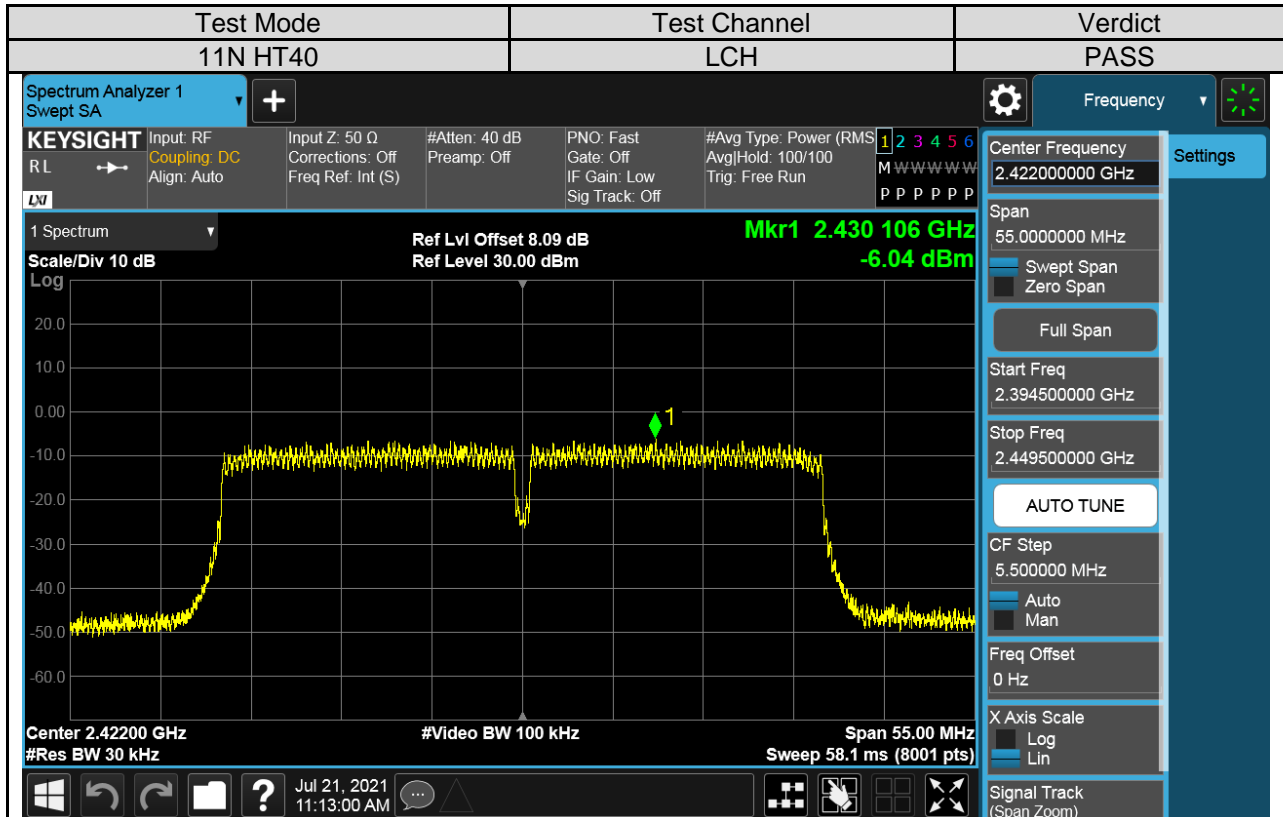 Test Mode Test Channel Verdict
11N HT40 LCH PASS
Spectrum Analyzer 1
Swept SA
+
Frequency
KEYSIGHT
RL
LXI
Input: RF
Coupling: DC
Align: Auto
Input Z: 50 Ω
Corrections: Off
Freq Ref: Int (S)
#Atten: 40 dB
Preamp: Off
PNO: Fast
Gate: Off
IF Gain: Low
Sig Track: Off
#Avg Type: Power (RMS
Avg|Hold: 100/100
Trig: Free Run
1 2 3 4 5 6
M W W W W W
P P P P P P
1 Spectrum
Scale/Div 10 dB
Log
Ref Lvl Offset 8.09 dB
Ref Level 30.00 dBm
Mkr1 2.430 106 GHz
-6.04 dBm
20.0
10.0
0.00
-10.0
-20.0
-30.0
-40.0
-50.0
-60.0
1
Center 2.42200 GHz
#Res BW 30 kHz
#Video BW 100 kHz
Span 55.00 MHz
Sweep 58.1 ms (8001 pts)
Center Frequency
2.422000000 GHz
Settings
Span
55.0000000 MHz
Swept Span
Zero Span
Full Span
Start Freq
2.394500000 GHz
Stop Freq
2.449500000 GHz
AUTO TUNE
CF Step
5.500000 MHz
Auto
Man
Freq Offset
0 Hz
X Axis Scale
Log
Lin
Signal Track
(Span Zoom)
?
Jul 21, 2021
11:13:00 AM